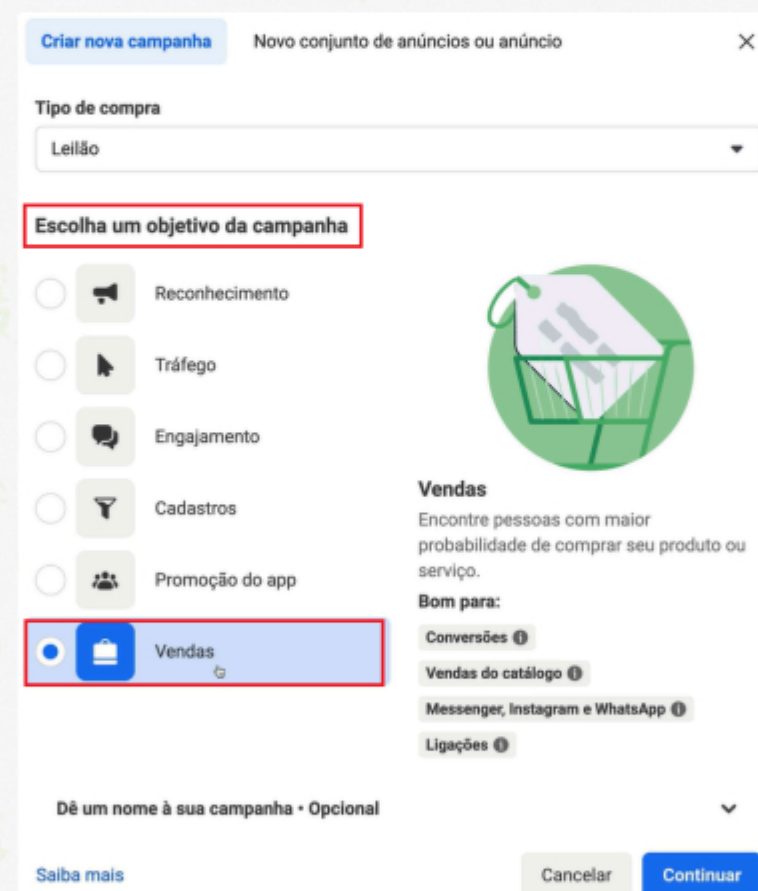 Criar nova campanha
Novo conjunto de anúncios ou anúncio
Tipo de compra
Leilão
Escolha um objetivo da campanha
Reconhecimento
Tráfego
Engajamento
Cadastros
Promoção do app
Vendas
Vendas
Encontre pessoas com maior
probabilidade de comprar seu produto ou
serviço.
Bom para:
Conversões
Vendas do catálogo
Messenger, Instagram e WhatsApp
Ligações
Dê um nome à sua campanha • Opcional
Saiba mais
Cancelar
Continuar